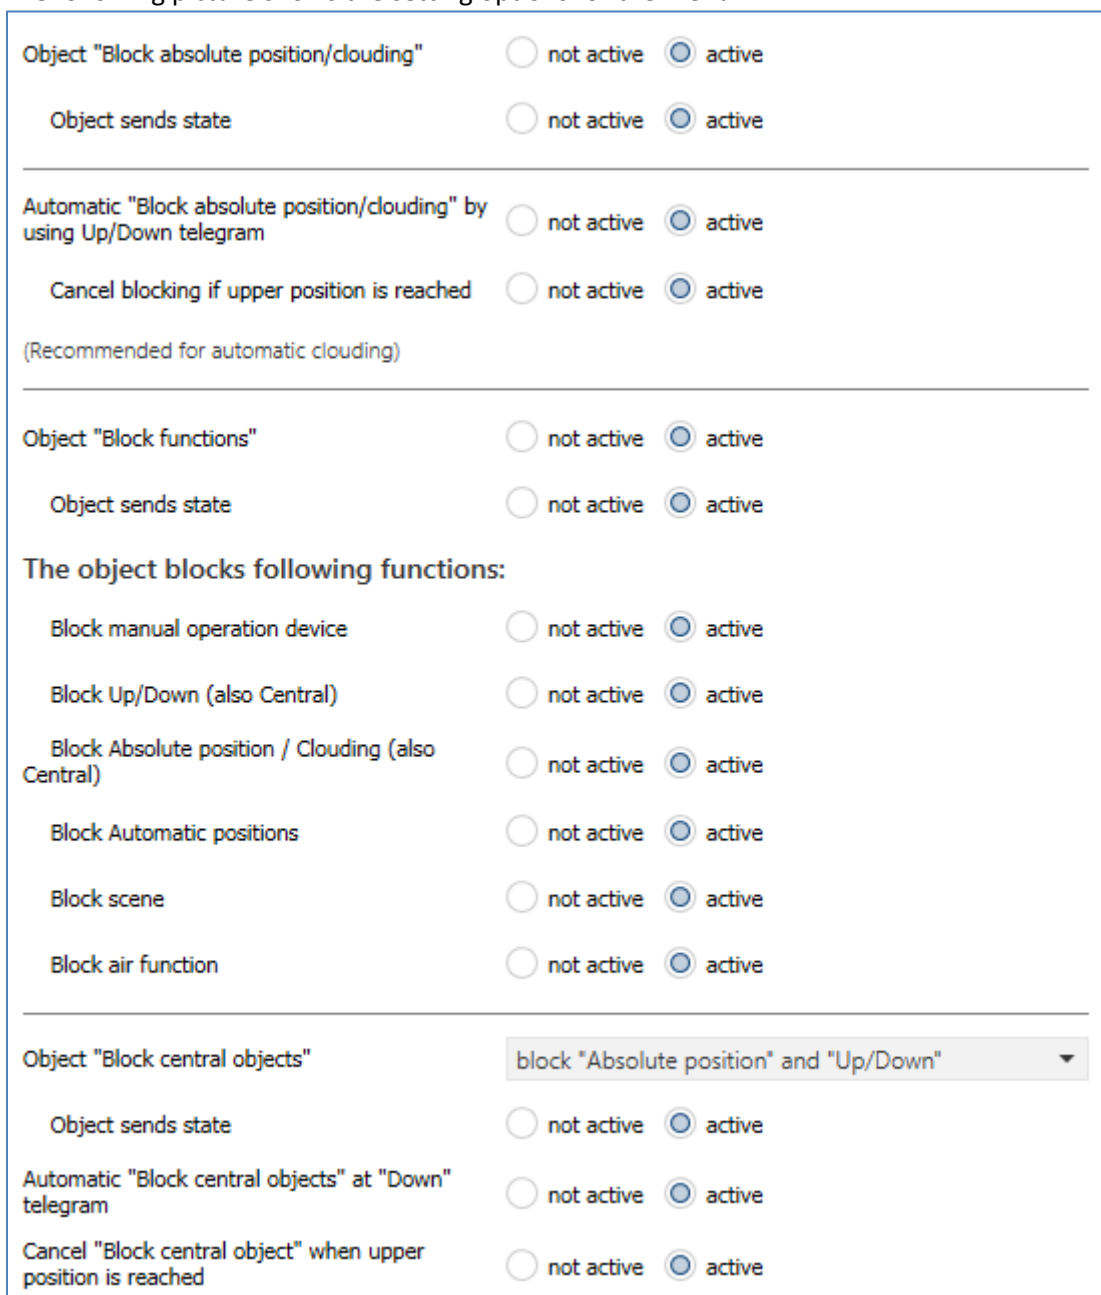 Object "Block absolute position/clouding" not active active
Object sends state not active active
Automatic "Block absolute position/clouding" by
using Up/Down telegram not active active
Cancel blocking if upper position is reached not active active
(Recommended for automatic clouding)
Object "Block functions" not active active
Object sends state not active active
The object blocks following functions:
Block manual operation device not active active
Block Up/Down (also Central) not active active
Block Absolute position / Clouding (also
Central) not active active
Block Automatic positions not active active
Block scene not active active
Block air function not active active
Object "Block central objects" block "Absolute position" and "Up/Down"
Object sends state not active active
Automatic "Block central objects" at "Down"
telegram not active active
Cancel "Block central object" when upper
position is reached not active active